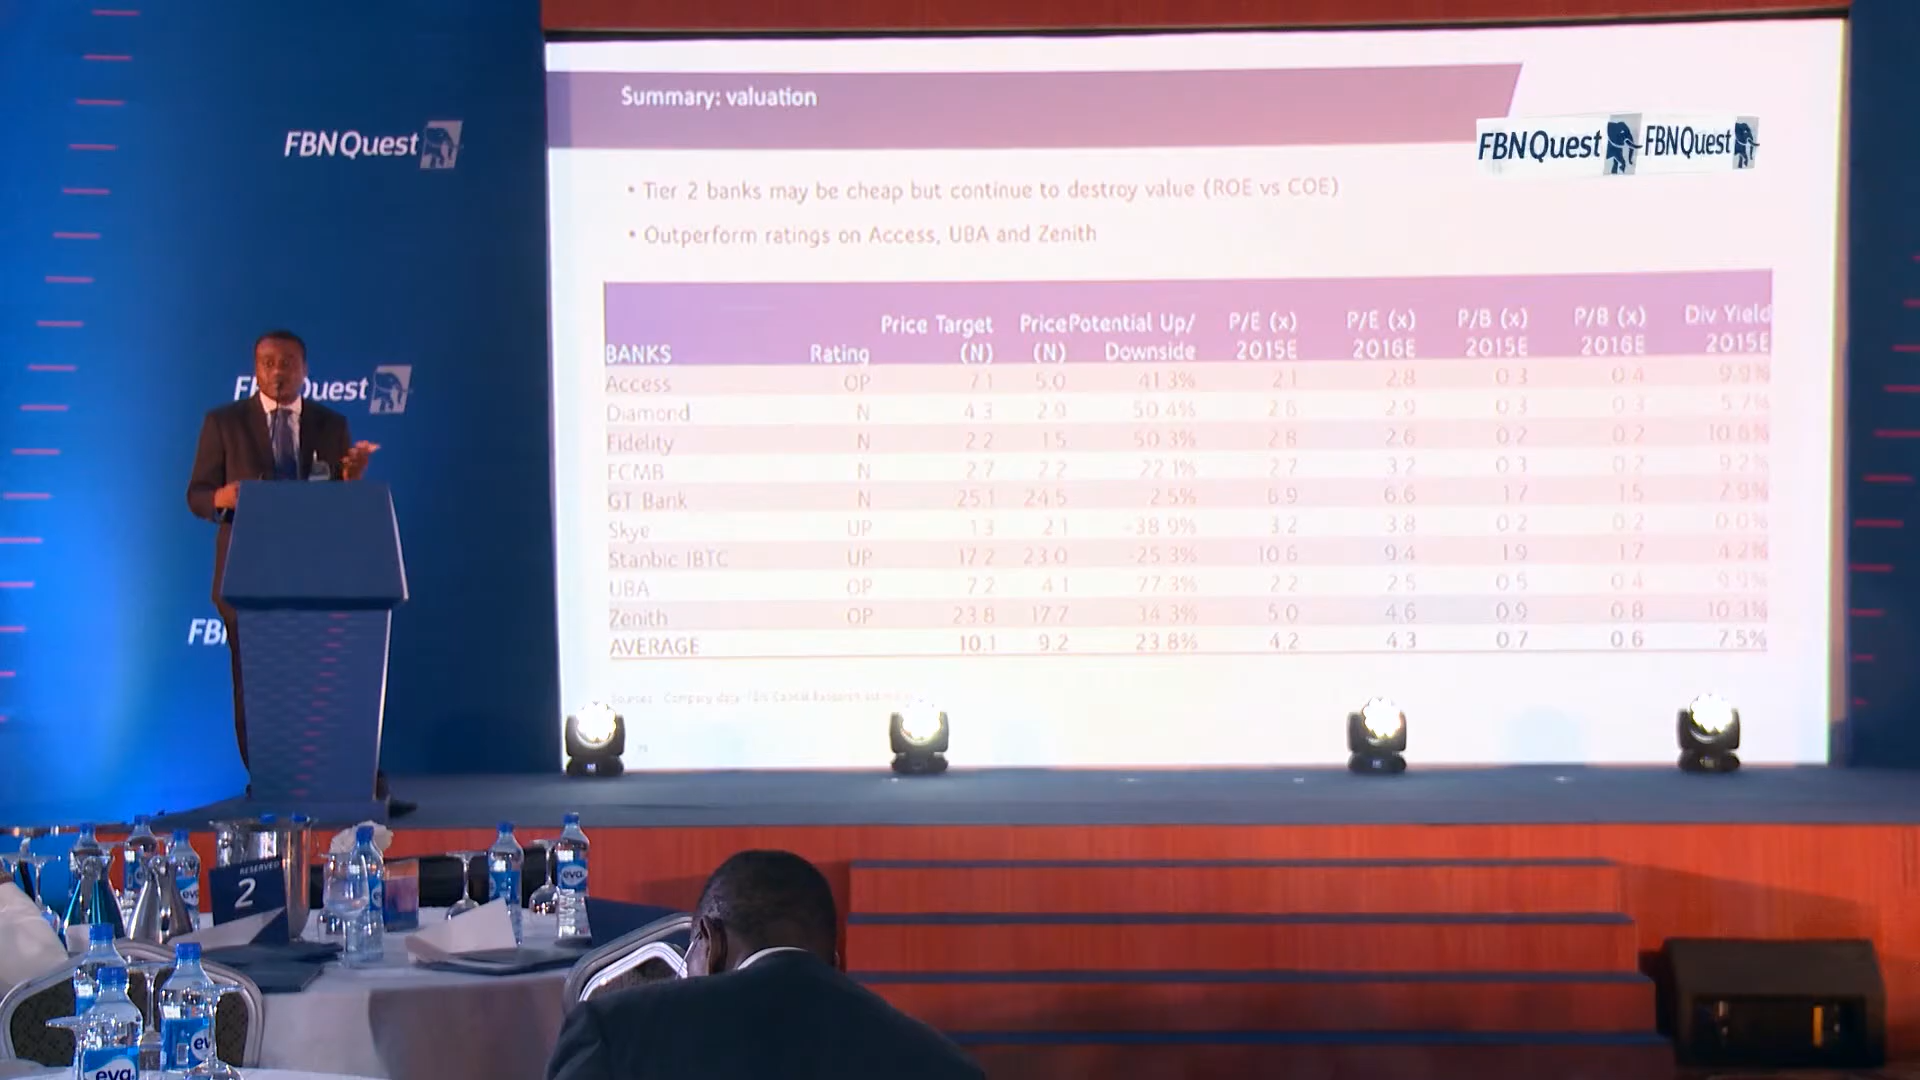 FBNQuest
Summary: valuation
FBNQuest FBNQuest
• Tier 2 banks may be cheap but continue to destroy value (ROE vs COE)
• Outperform ratings on Access, UBA and Zenith
BANKS Rating Price Target (N) Price (N) Potential Up/ Downside P/E (x) 2015E P/E (x) 2016E P/B (x) 2015E P/B (x) 2016E Div Yield 2015E
Access OP 7.1 5.0 41.3% 2.1 2.8 0.3 0.4 9.9%
Diamond N 4.3 2.9 50.4% 2.6 2.9 0.3 0.3 5.7%
Fidelity N 2.2 1.5 50.3% 2.8 2.6 0.2 0.2 10.6%
FCMB N 2.7 2.2 22.1% 2.7 3.2 0.3 0.2 9.2%
GT Bank N 25.1 24.5 2.5% 6.9 6.6 1.7 1.5 7.9%
Skye UP 1.3 2.1 -38.9% 3.2 3.8 0.2 0.2 0.0%
Stanbic IBTC UP 17.2 23.0 -25.3% 10.6 9.4 1.9 1.7 4.2%
UBA OP 7.2 4.1 77.3% 2.2 2.5 0.5 0.4 9.9%
Zenith OP 23.8 17.7 34.3% 5.0 4.6 0.9 0.8 10.3%
AVERAGE 10.1 9.2 23.8% 4.2 4.3 0.7 0.6 7.5%
RESERVED
2
eva
eva